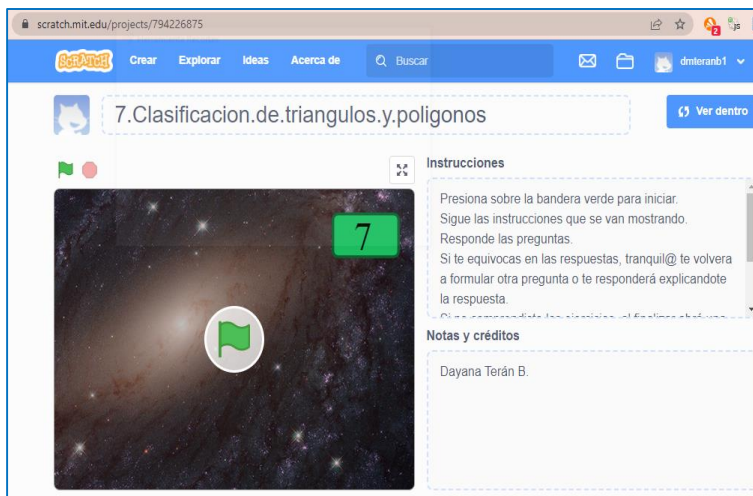 scratch.mit.edu/projects/794226875
2
js
SCRATCH Crear Explorar Ideas Acerca de Buscar dmteranb1
7.Clasificacion.de.triangulos.y.poligonos
Ver dentro
7
Instrucciones
Presiona sobre la bandera verde para iniciar.
Sigue las instrucciones que se van mostrando.
Responde las preguntas.
Si te equivocas en las respuestas, tranquil@ te volvera
a formular otra pregunta o te responderá explicandote
la respuesta.
Notas y créditos
Dayana Terán B.